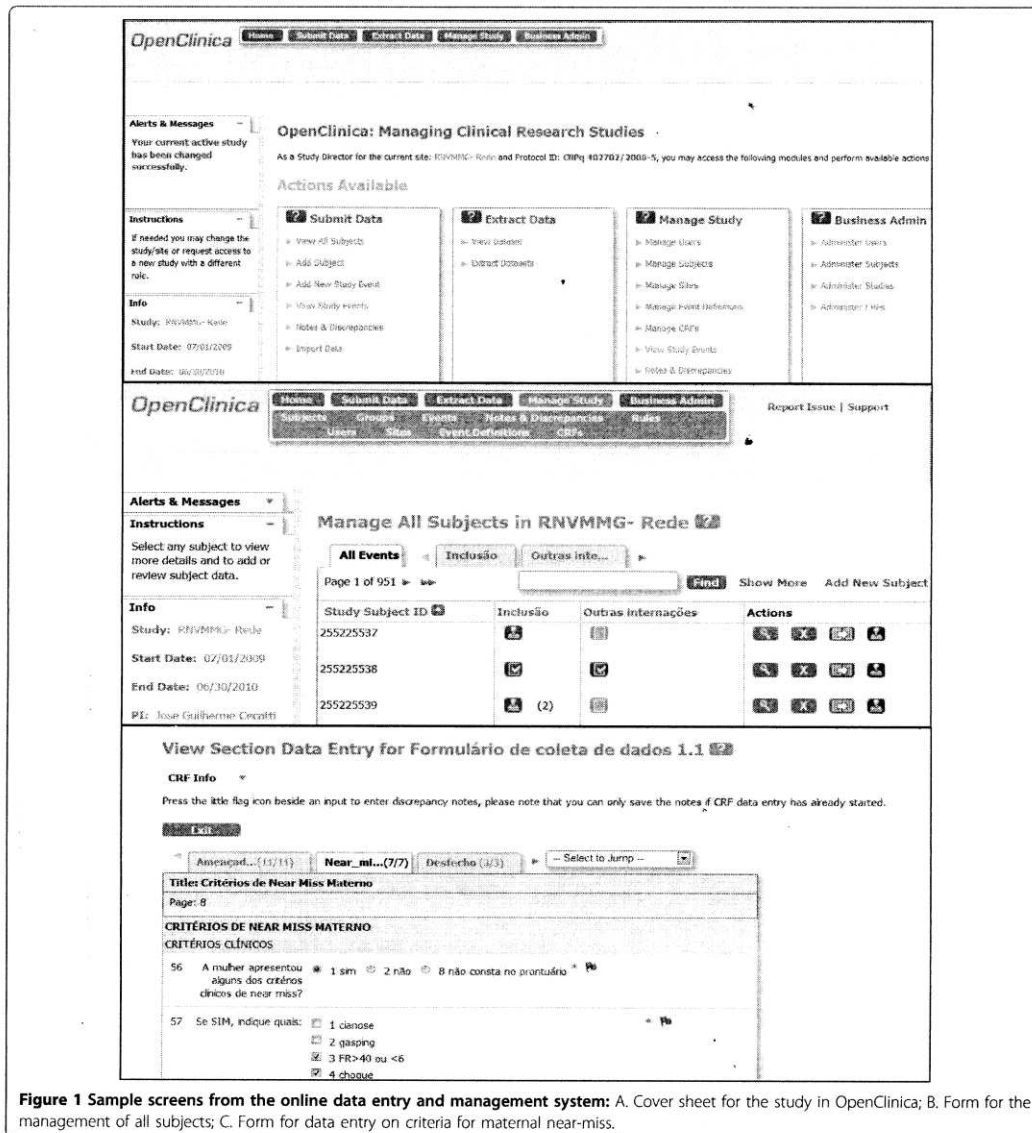 OpenClinica
Home Submit Data Extract Data Manage Study Business Admin
Alerts & Messages
Your current active study
has been changed
successfully.
Instructions
If needed you may change the
study/site or request access to
a new study with a different
role.
Info
Study: RNVMMG- Rede
Start Date: 07/01/2009
End Date: 06/30/2010
OpenClinica: Managing Clinical Research Studies
As a Study Director for the current site: RNVMMG- Rede and Protocol ID: CNPq 402702/2008-5, you may access the following modules and perform available actions
Actions Available
Submit Data
View All Subjects
Add Subject
Add New Study Event
View Study Events
Notes & Discrepancies
Import Data
Extract Data
View Datasets
Extract Datasets
Manage Study
Manage Users
Manage Subjects
Manage Sites
Manage Event Definitions
Manage CRFs
View Study Events
Notes & Discrepancies
Business Admin
Administer Users
Administer Subjects
Administer Studies
Administer CRFs
OpenClinica
Home Submit Data Extract Data Manage Study Business Admin
Subjects Groups Events Notes & Discrepancies Rules
Users Sites Event Definitions CRFs
Report Issue | Support
Alerts & Messages
Instructions
Select any subject to view
more details and to add or
review subject data.
Info
Study: RNVMMG- Rede
Start Date: 07/01/2009
End Date: 06/30/2010
PI: Jose Guilherme Cecatti
Manage All Subjects in RNVMMG- Rede
All Events Inclusão Outras inte...
Page 1 of 951 Find Show More Add New Subject
Study Subject ID Inclusão Outras internações Actions
255225537
255225538
255225539 (2)
View Section Data Entry for Formulário de coleta de dados 1.1
CRF Info
Press the little flag icon beside an input to enter discrepancy notes, please note that you can only save the notes if CRF data entry has already started.
Exit
Ameaçad...(11/11) Near_mi...(7/7) Desfecho (3/3) -- Select to Jump --
Title: Critérios de Near Miss Materno
Page: 8
CRITÉRIOS DE NEAR MISS MATERNO
CRITÉRIOS CLÍNICOS
56 A mulher apresentou 1 sim 2 não 8 não consta no prontuário *
alguns dos critérios
clínicos de near miss?
57 Se SIM, indique quais: 1 cianose *
2 gasping
3 FR>40 ou <6
4 choque
Figure 1 Sample screens from the online data entry and management system: A. Cover sheet for the study in OpenClinica; B. Form for the
management of all subjects; C. Form for data entry on criteria for maternal near-miss.